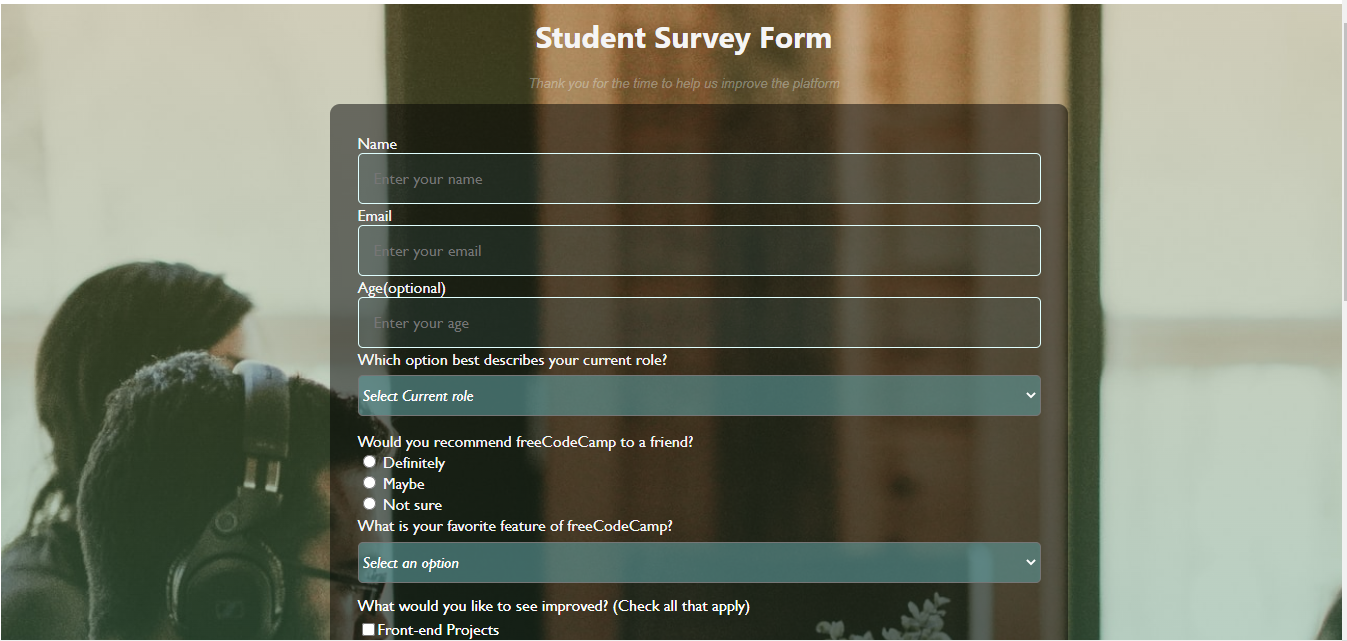 Student Survey Form
Thank you for the time to help us improve the platform
Name
Enter your name
Email
Enter your email
Age(optional)
Enter your age
Which option best describes your current role?
Select Current role
Would you recommend freeCodeCamp to a friend?
Definitely
Maybe
Not sure
What is your favorite feature of freeCodeCamp?
Select an option
What would you like to see improved? (Check all that apply)
Front-end Projects